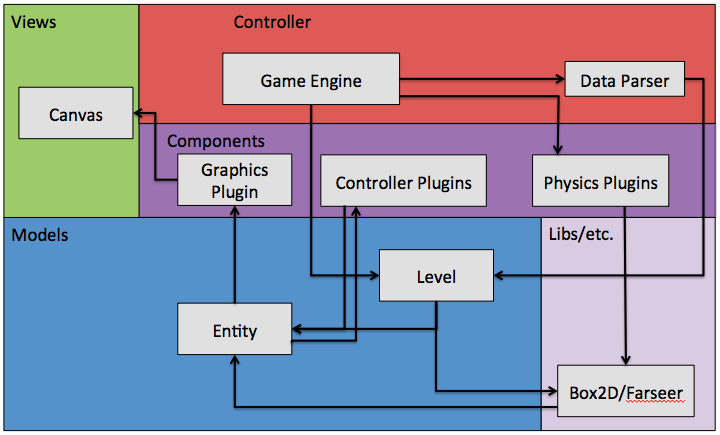 Views
Controller
Game Engine
Data Parser
Canvas
Components
Graphics
Plugin
Controller Plugins
Physics Plugins
Models
Libs/etc.
Level
Entity
Box2D/Farseer